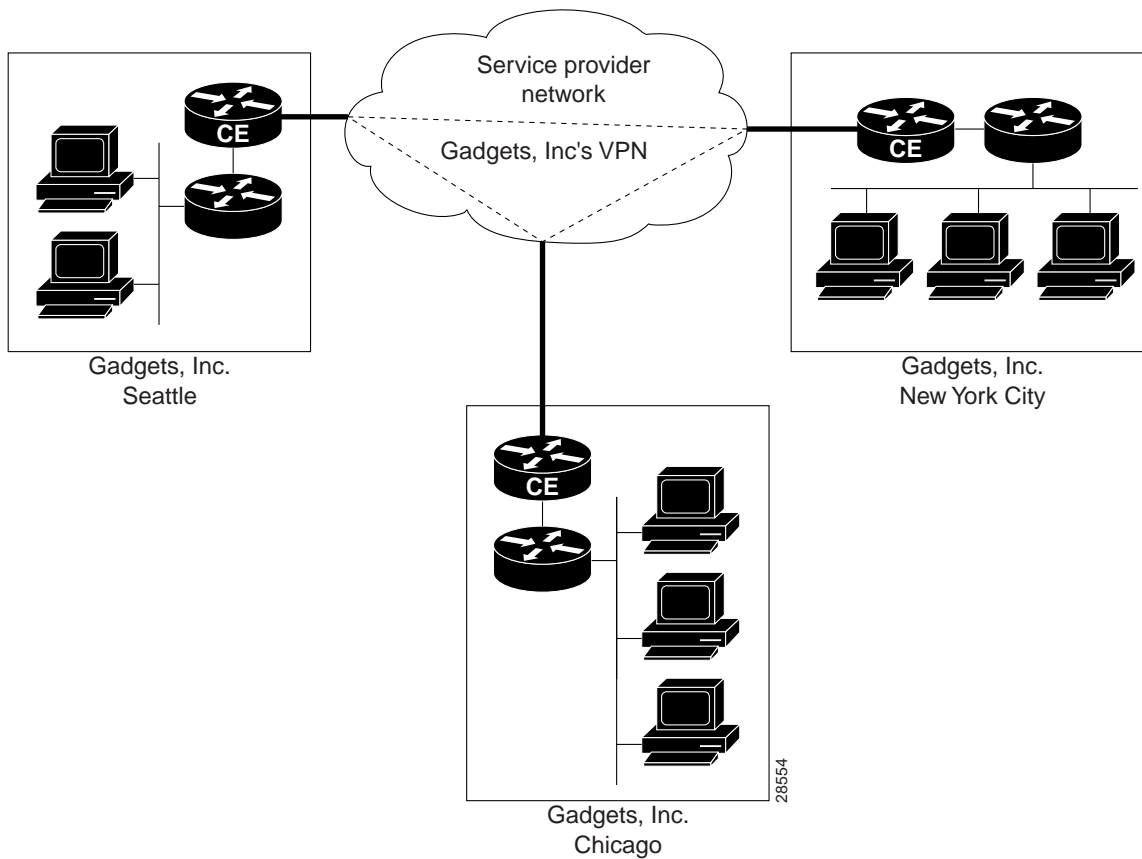 Service provider
network
Gadgets, Inc's VPN
CE
CE
Gadgets, Inc.
Seattle
Gadgets, Inc.
New York City
CE
28554
Gadgets, Inc.
Chicago